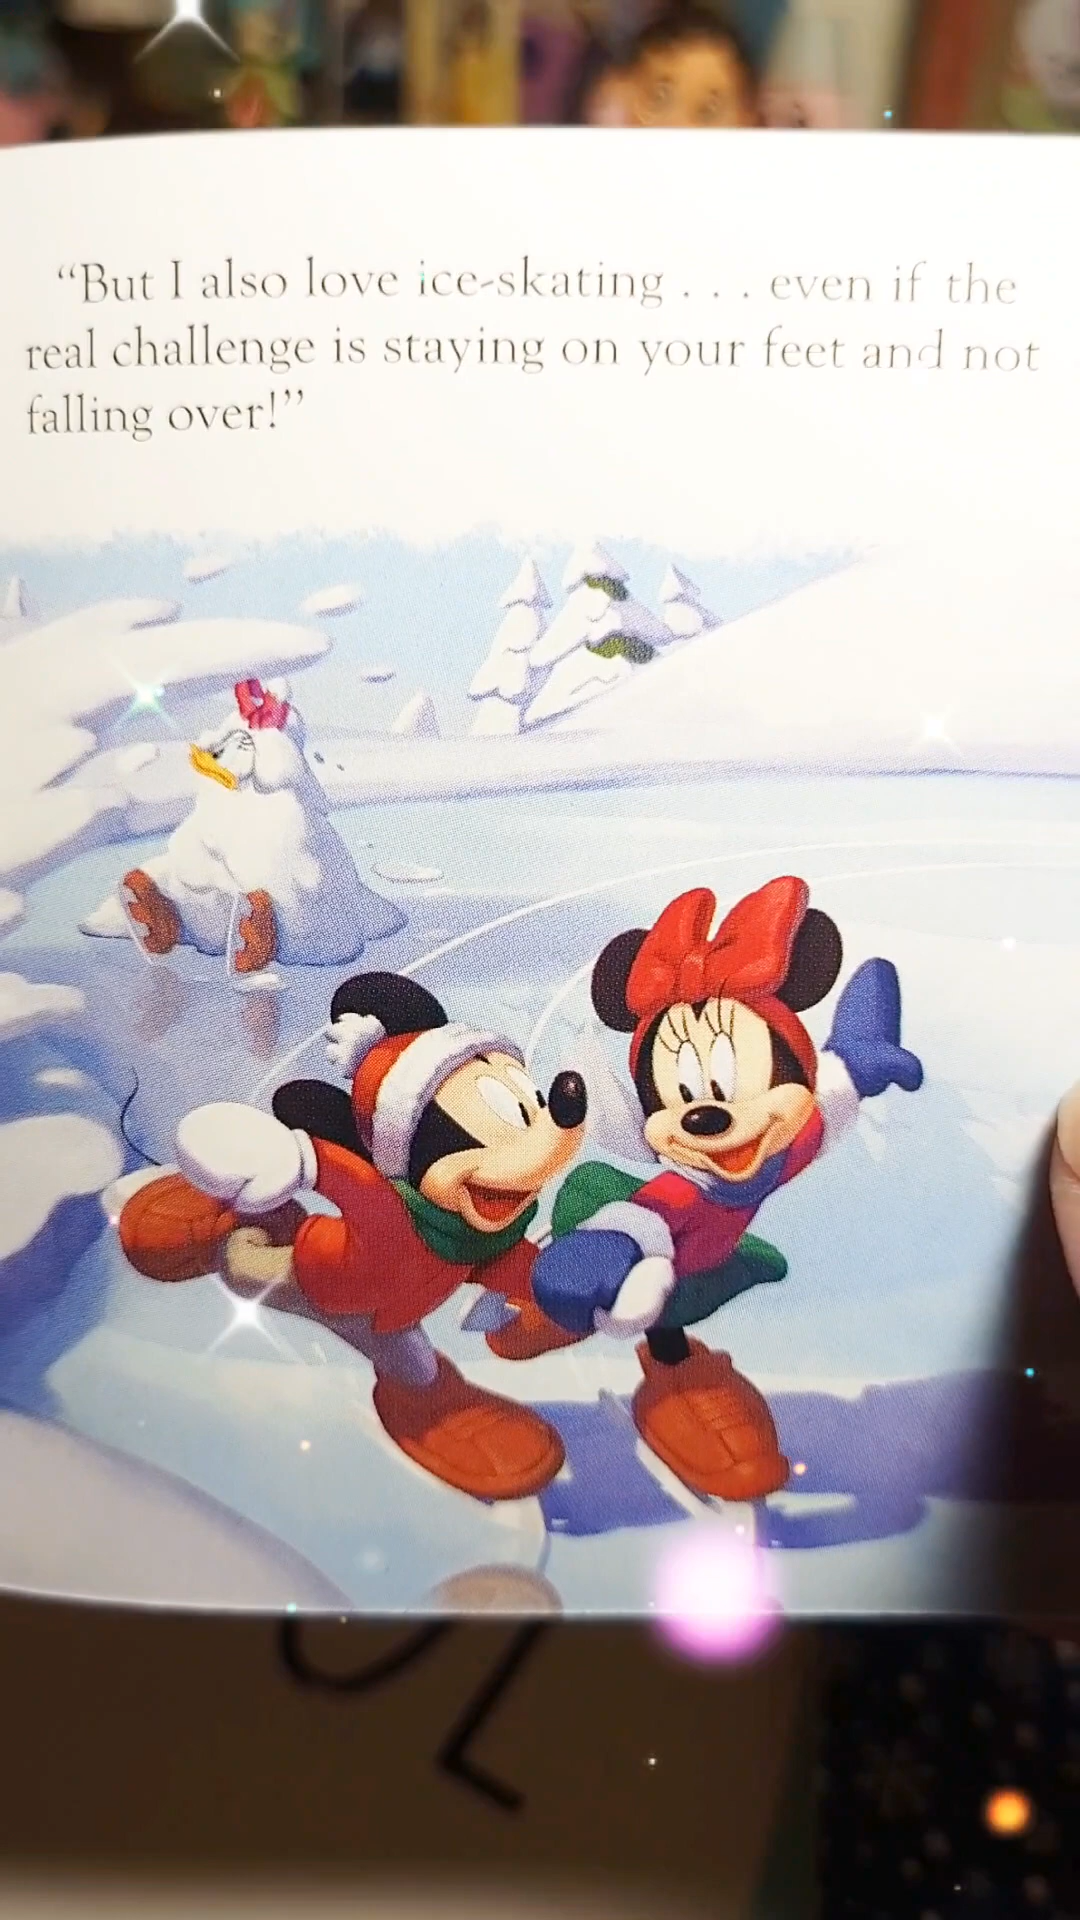 “But I also love ice-skating . . . even if the
real challenge is staying on your feet and not
falling over!”